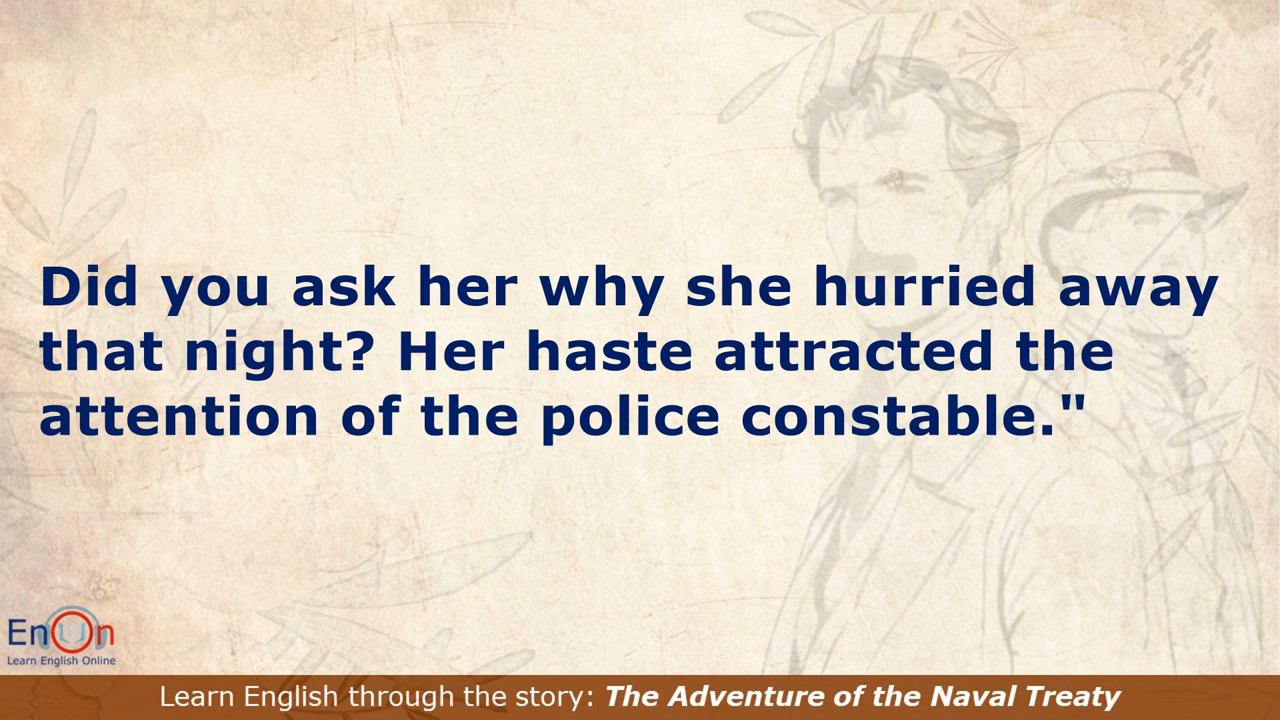 Did you ask her why she hurried away
that night? Her haste attracted the
attention of the police constable."
EnOn
Learn English Online
Learn English through the story: The Adventure of the Naval Treaty